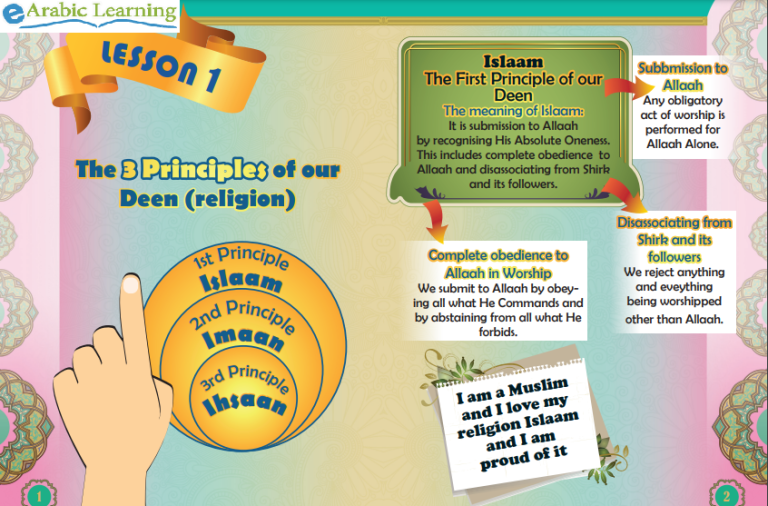 eArabic Learning
LESSON 1
The 3 Principles of our
Deen (religion)
1st Principle
Islaam
2nd Principle
Imaan
3rd Principle
Ihsaan
1
Islaam
The First Principle of our
Deen
The meaning of Islaam:
It is submission to Allaah
by recognising His Absolute Oneness.
This includes complete obedience to
Allaah and disassociating from Shirk
and its followers.
Subbmission to
Allaah
Any obligatory
act of worship is
performed for
Allaah Alone.
Disassociating from
Shirk and its
followers
We reject anything
and eveything
being worshipped
other than Allaah.
Complete obedience to
Allaah in Worship
We submit to Allaah by obey-
ing all what He Commands and
by abstaining from all what He
forbids.
I am a Muslim
and I love my
religion Islaam
and I am
proud of it
2